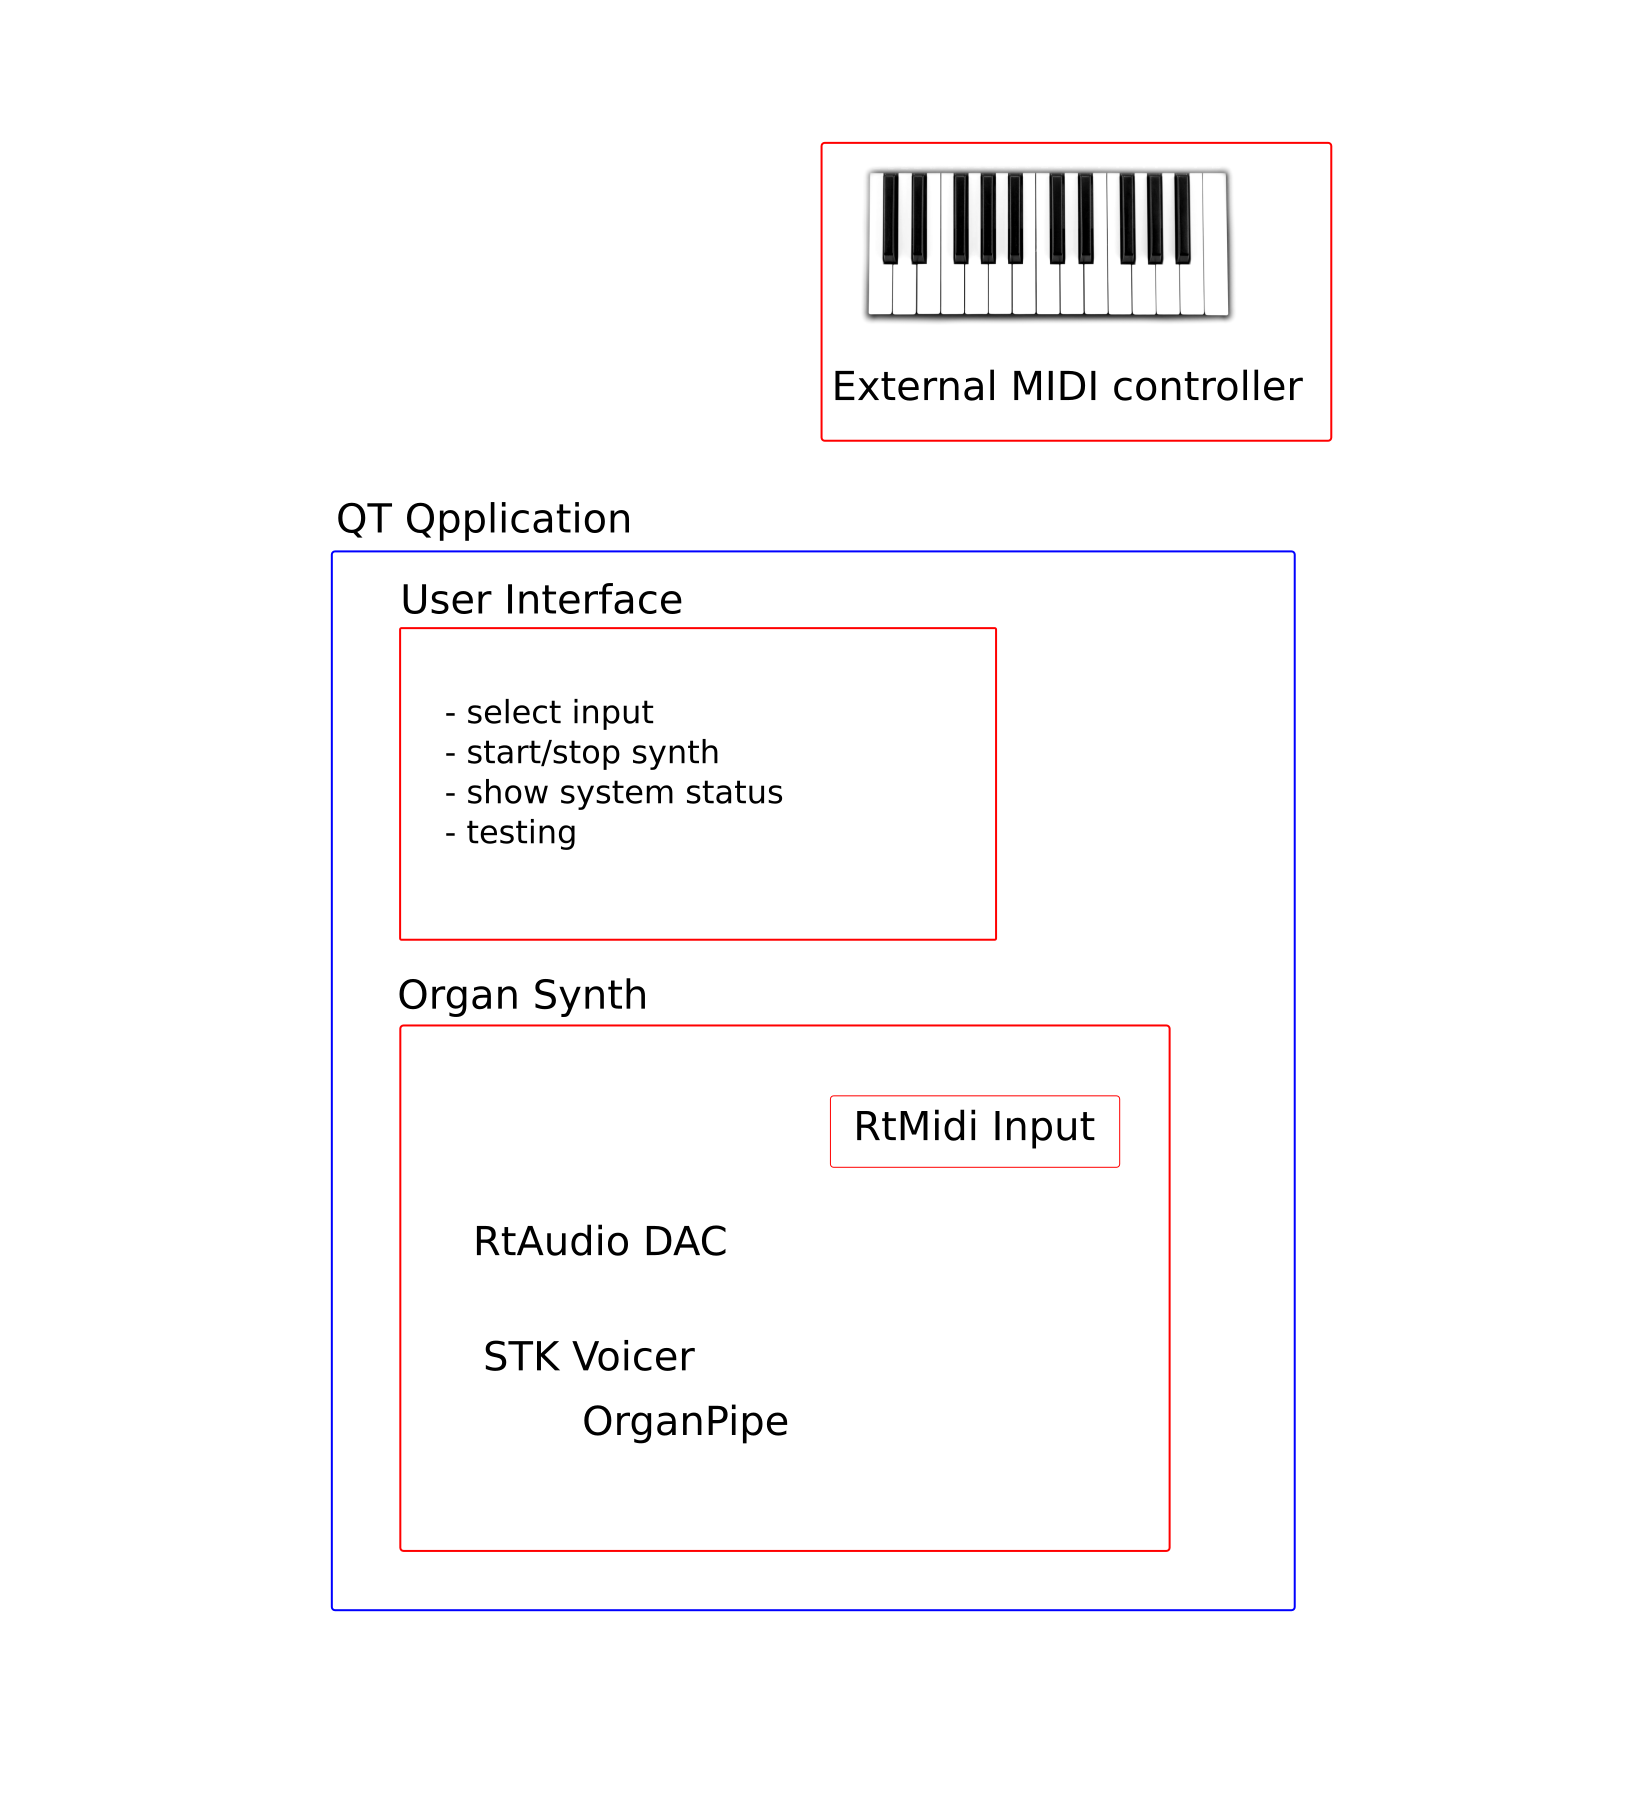 External MIDI controller
QT Qpplication
User Interface
- select input
- start/stop synth
- show system status
- testing
Organ Synth
RtMidi Input
RtAudio DAC
STK Voicer
OrganPipe